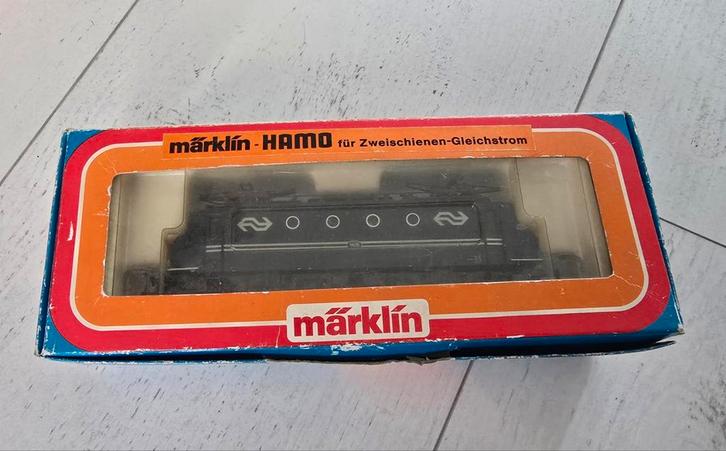 märklin - HAMO für Zweischienen-Gleichstrom
märklin